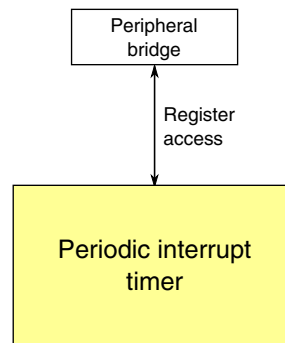 Peripheral
bridge
Register
access
Periodic interrupt
timer